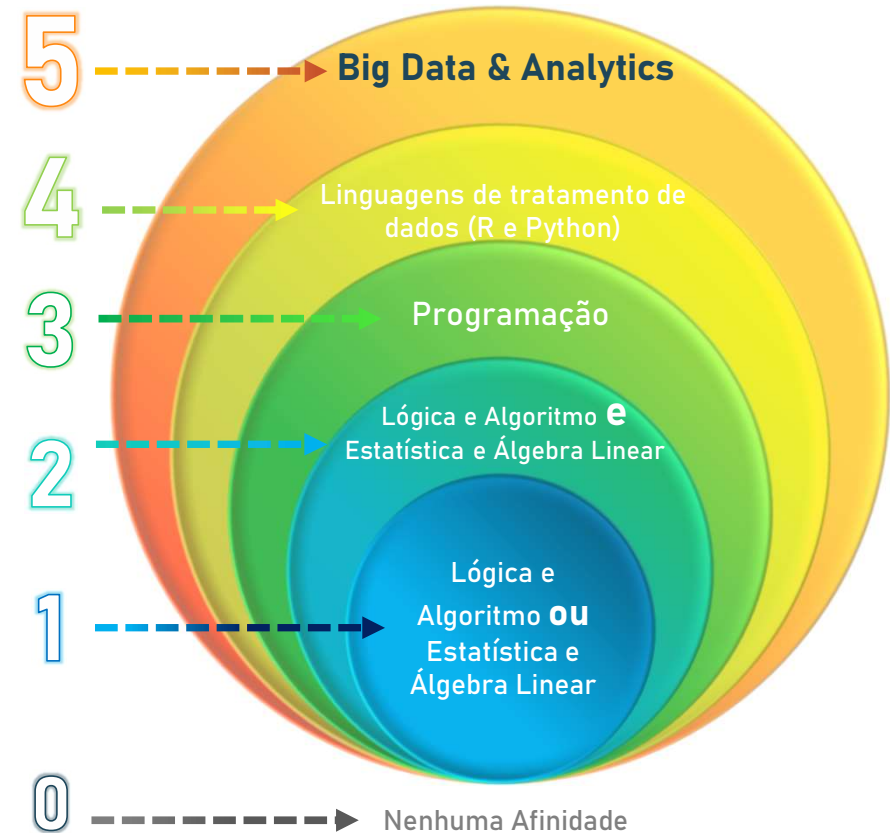 5
Big Data & Analytics
4
Linguagens de tratamento de
dados (R e Python)
3
Programação
2
Lógica e Algoritmo e
Estatística e Álgebra Linear
1
Lógica e
Algoritmo ou
Estatística e
Álgebra Linear
0
Nenhuma Afinidade